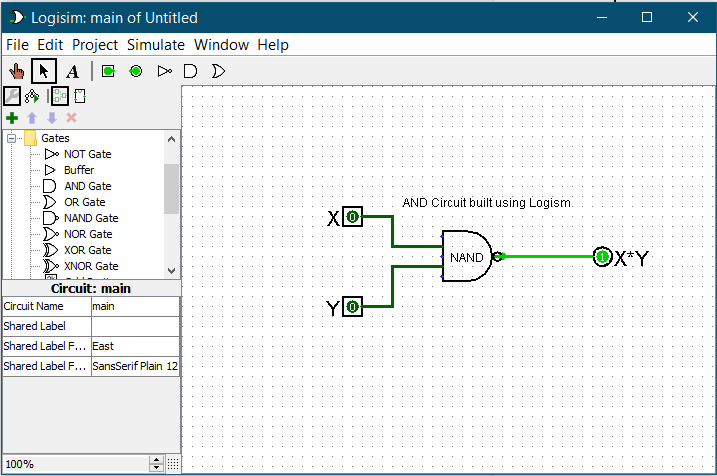 Logisim: main of Untitled
File Edit Project Simulate Window Help
A
Gates
NOT Gate
Buffer
AND Gate
OR Gate
NAND Gate
NOR Gate
XOR Gate
XNOR Gate
Circuit: main
Circuit Name main
Shared Label
Shared Label F... East
Shared Label F... SansSerif Plain 12
100%
AND Circuit built using Logism
X 0
NAND
1 X*Y
Y 0